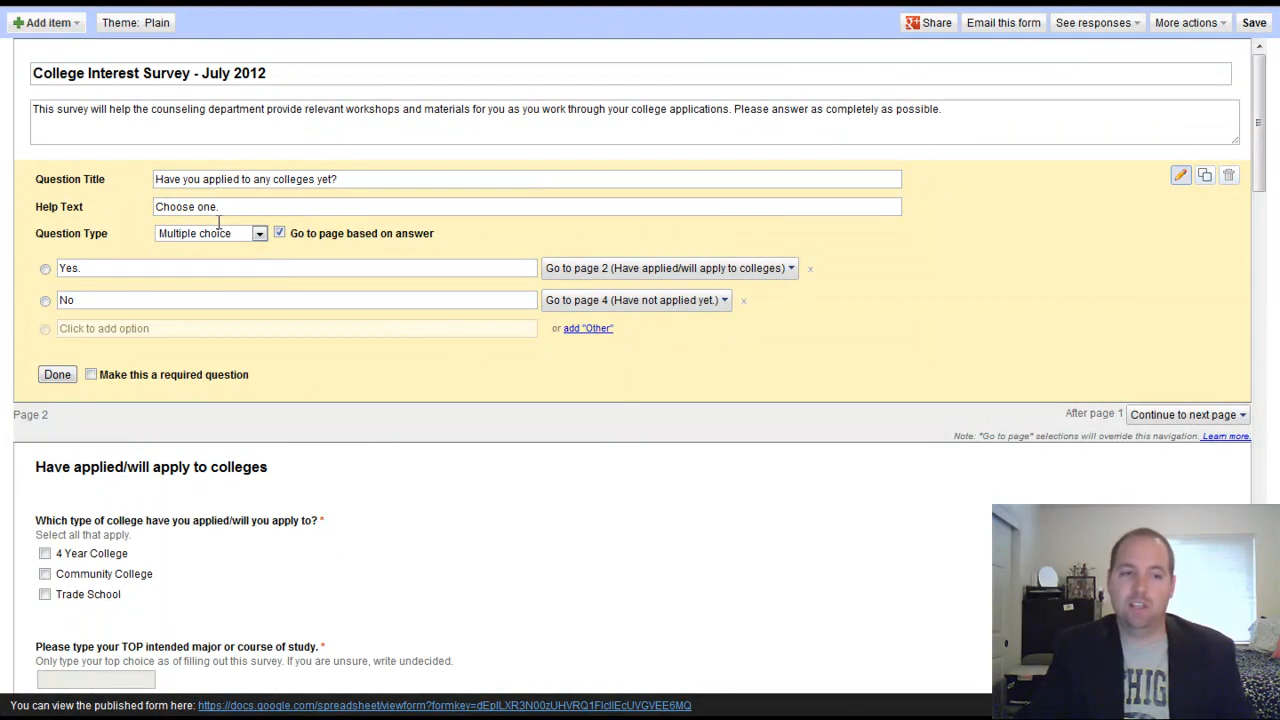 Add item Theme: Plain Share Email this form See responses More actions Save
College Interest Survey - July 2012
This survey will help the counseling department provide relevant workshops and materials for you as you work through your college applications. Please answer as completely as possible.
Question Title Have you applied to any colleges yet?
Help Text Choose one.
Question Type Multiple choice Go to page based on answer
Yes. Go to page 2 (Have applied/will apply to colleges) x
No Go to page 4 (Have not applied yet.) x
Click to add option or add "Other"
Done Make this a required question
Page 2 After page 1 Continue to next page
Note: "Go to page" selections will override this navigation. Learn more.
Have applied/will apply to colleges
Which type of college have you applied/will you apply to? *
Select all that apply.
4 Year College
Community College
Trade School
Please type your TOP intended major or course of study. *
Only type your top choice as of filling out this survey. If you are unsure, write undecided.